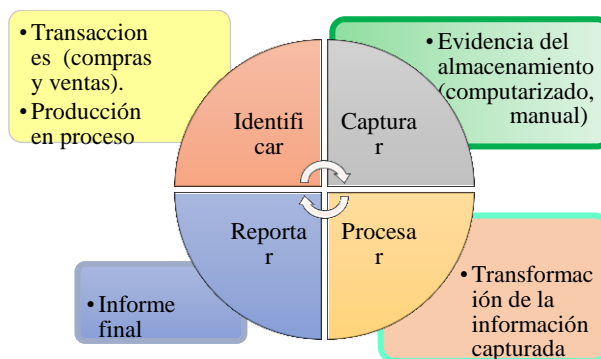 • Transaccion
es (compras
y ventas).
• Producción
en proceso
• Evidencia del
almacenamiento
(computarizado,
manual)
Identifi
car
Captura
r
Reporta
r
Procesa
r
• Informe
final
• Transformac
ión de la
información
capturada